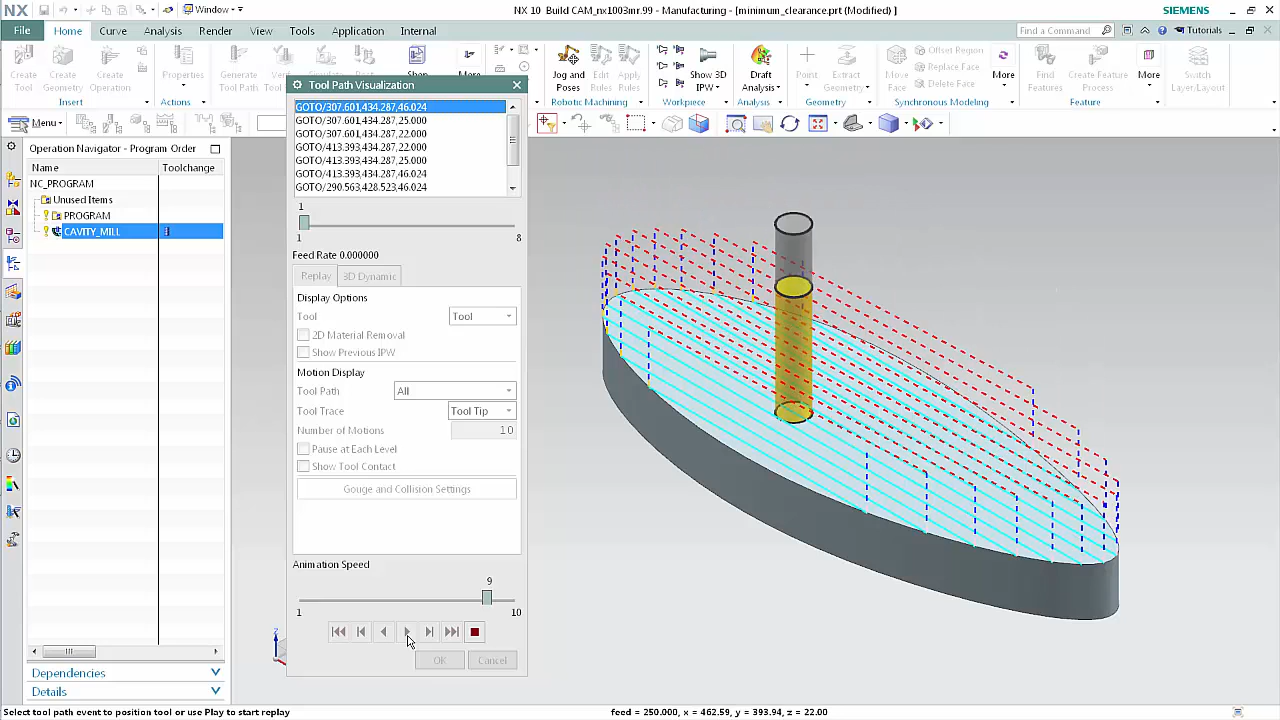 NX
Window
NX 10 Build CAM_nx1003mr.99 - Manufacturing - [minimum_clearance.prt (Modified) ]
SIEMENS
File Home Curve Analysis Render View Tools Application Internal
Find a Command
Tutorials
Create Tool
Create Geometry
Create Operation
Properties
Generate
Verify
Shop
More
Jog and Poses
Edit Rules
Apply Rules
Show 3D IPW
Draft Analysis
Point
Extract Geometry
Move Face
Offset Region
Replace Face
Delete Face
More
Find Features
Create Feature Process
More
Switch Layer,Layout
Insert
Actions
Robotic Machining
Workpiece
Analysis
Geometry
Synchronous Modeling
Feature
Menu
Operation Navigator - Program Order
Name Toolchange
NC_PROGRAM
Unused Items
PROGRAM
CAVITY_MILL
Dependencies
Details
Tool Path Visualization
GOTO/307.601,434.287,46.024
GOTO/307.601,434.287,25.000
GOTO/307.601,434.287,22.000
GOTO/413.393,434.287,22.000
GOTO/413.393,434.287,25.000
GOTO/413.393,434.287,46.024
GOTO/290.563,428.523,46.024
1
1 8
Feed Rate 0.000000
Replay 3D Dynamic
Display Options
Tool Tool
2D Material Removal
Show Previous IPW
Motion Display
Tool Path All
Tool Trace Tool Tip
Number of Motions 10
Pause at Each Level
Show Tool Contact
Gouge and Collision Settings
Animation Speed
9
1 10
OK Cancel
Z
Select tool path event to position tool or use Play to start replay
feed = 250.000, x = 462.59, y = 393.94, z = 22.00